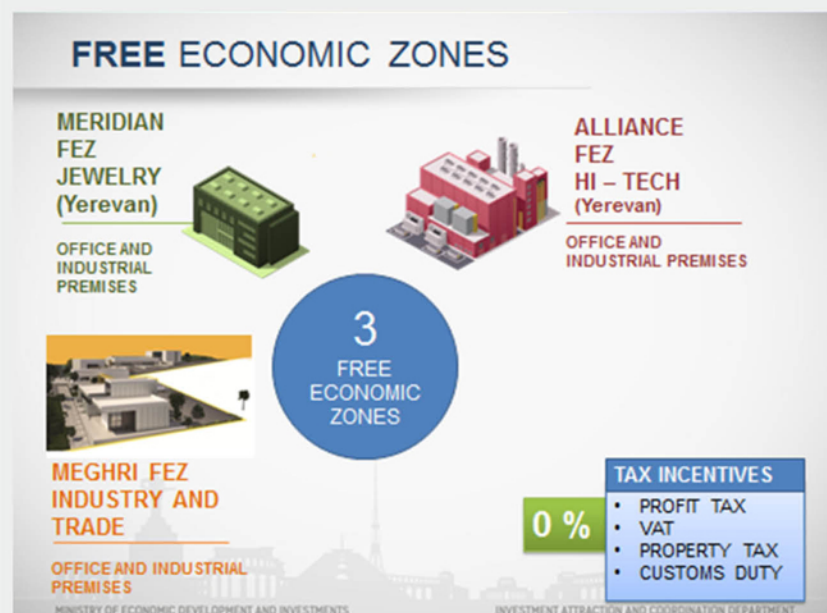 FREE ECONOMIC ZONES
MERIDIAN
FEZ
JEWELRY
(Yerevan)
OFFICE AND
INDUSTRIAL
PREMISES
ALLIANCE
FEZ
HI – TECH
(Yerevan)
OFFICE AND
INDUSTRIAL PREMISES
3
FREE
ECONOMIC
ZONES
MEGHRI FEZ
INDUSTRY AND
TRADE
OFFICE AND INDUSTRIAL
PREMISES
0 %
TAX INCENTIVES
• PROFIT TAX
• VAT
• PROPERTY TAX
• CUSTOMS DUTY
MINISTRY OF ECONOMIC DEVELOPMENT AND INVESTMENTS
INVESTMENT ATTRACTION AND COORDINATION DEPARTMENT